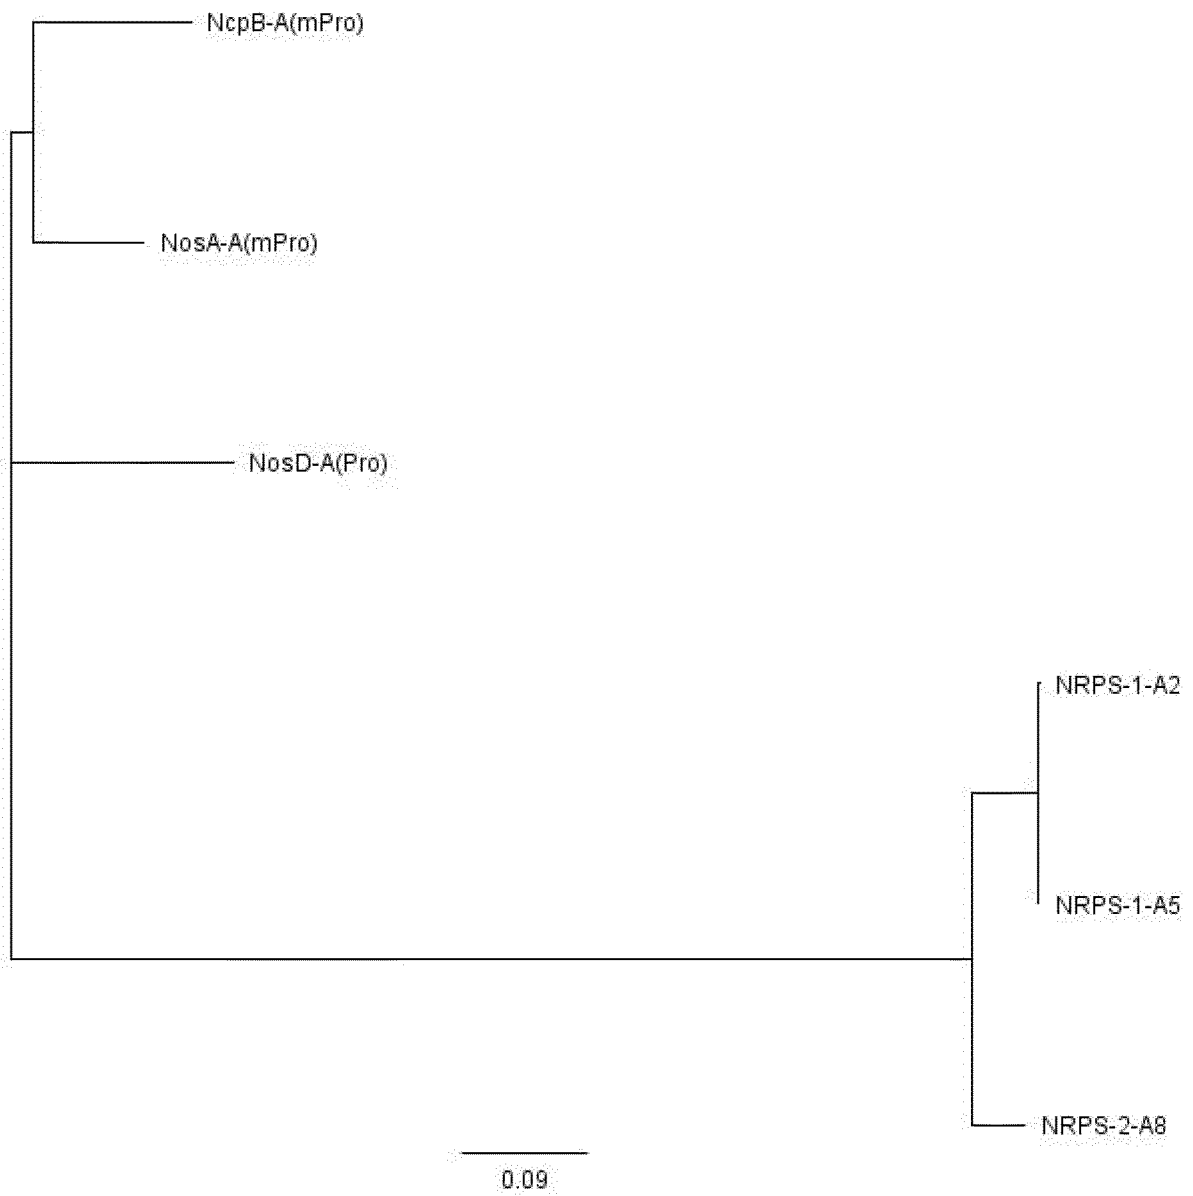 NcpB-A(mPro)
NosA-A(mPro)
NosD-A(Pro)
NRPS-1-A2
NRPS-1-A5
NRPS-2-A8
0.09